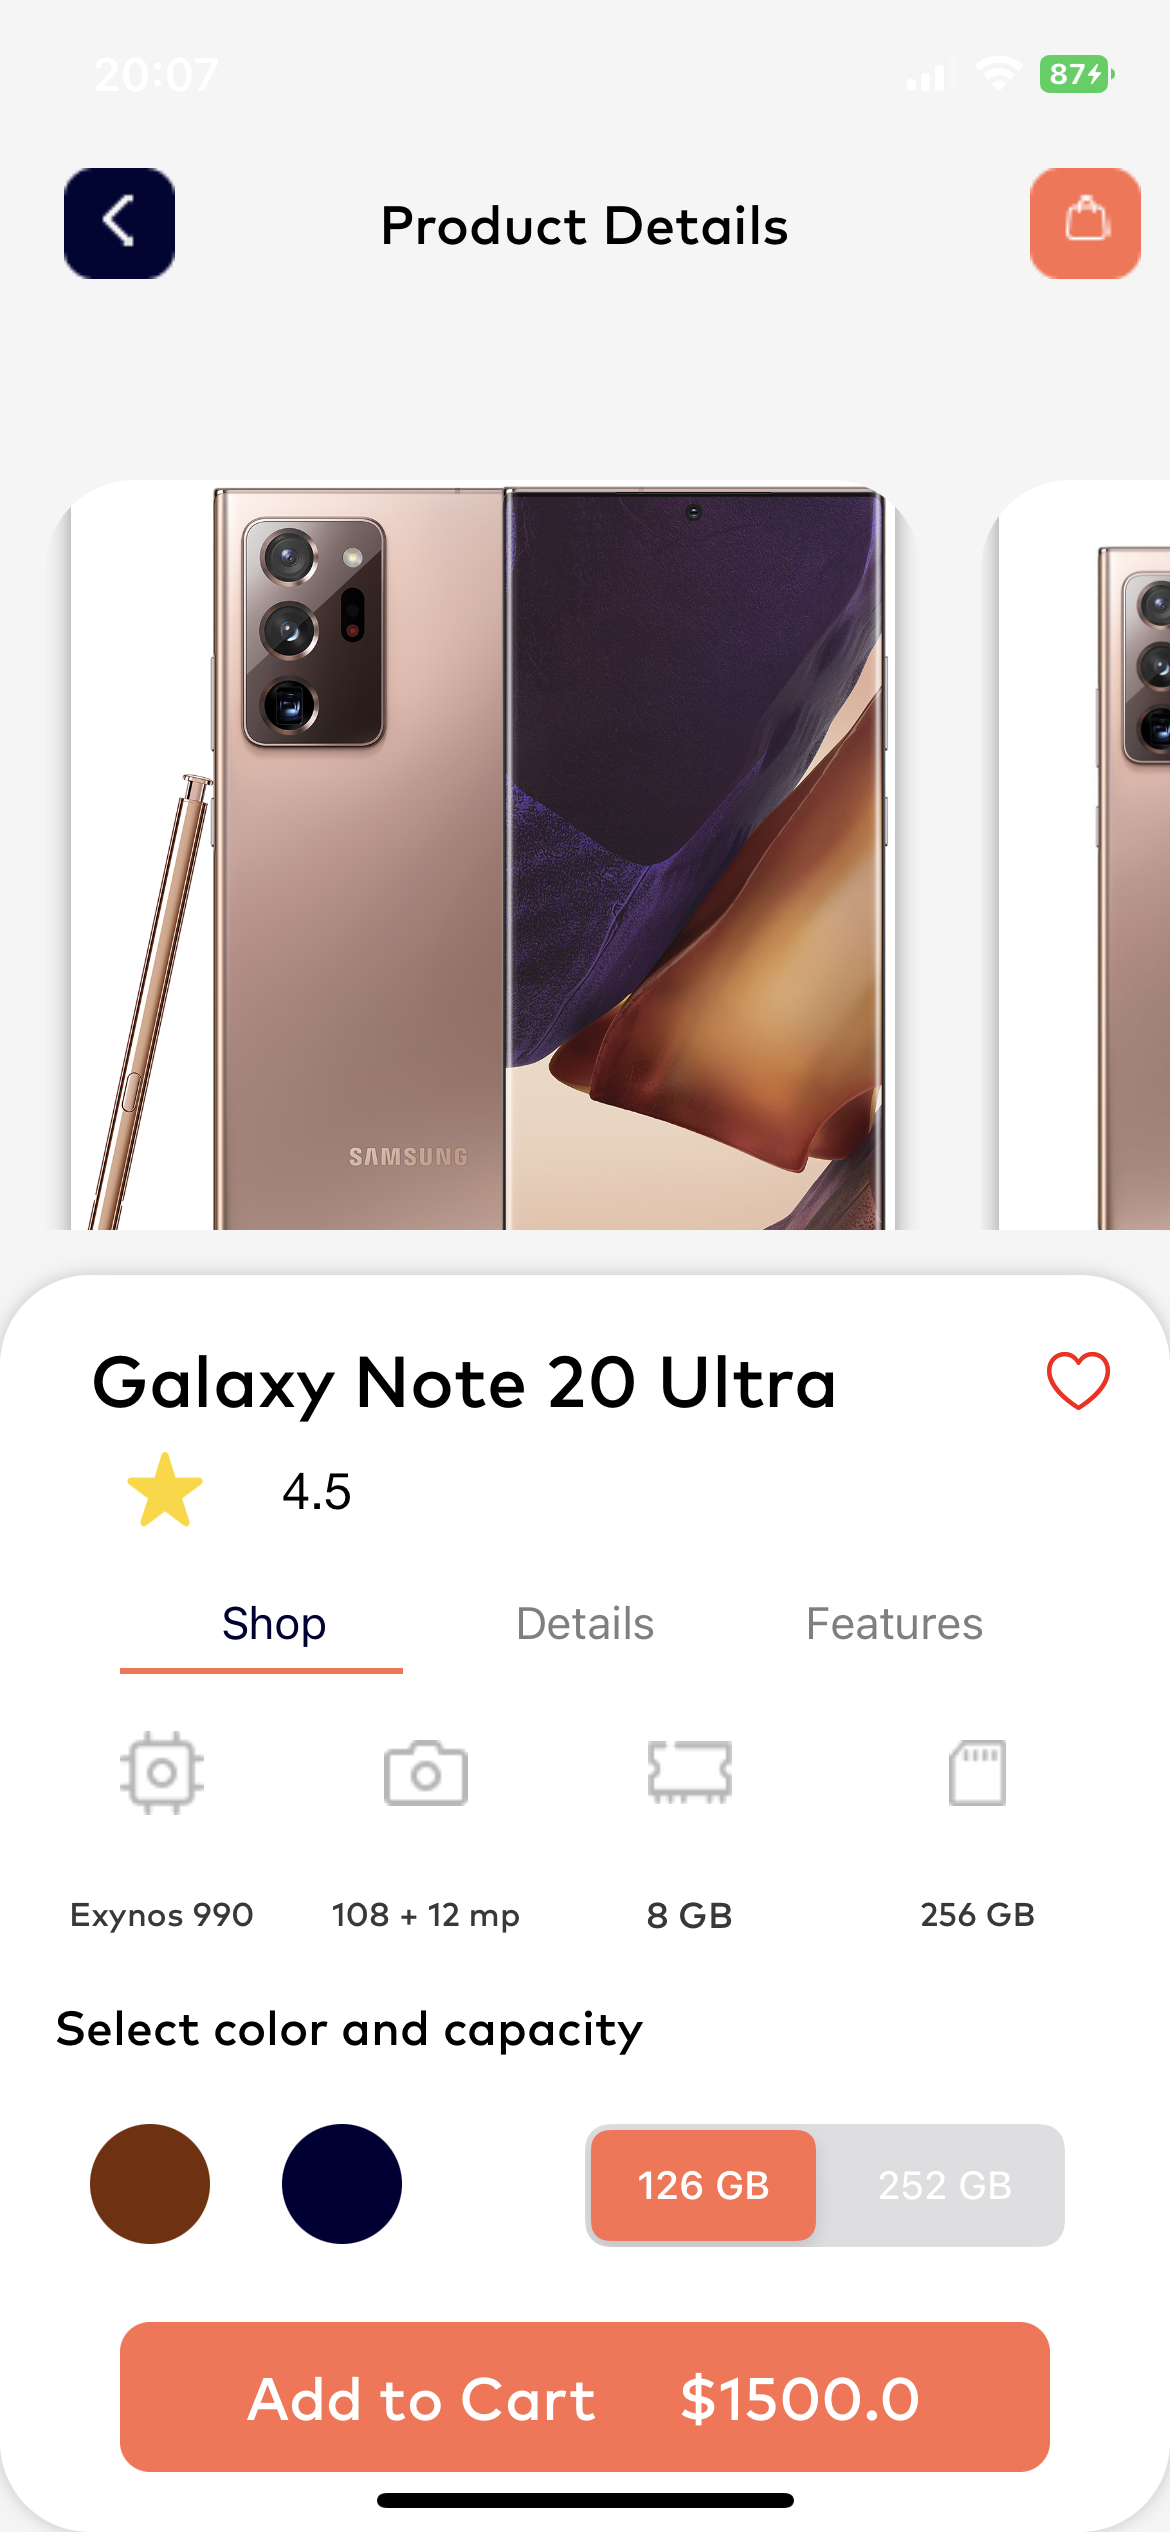 20:07
87
Product Details
SAMSUNG
Galaxy Note 20 Ultra
4.5
Shop Details Features
Exynos 990 108 + 12 mp 8 GB 256 GB
Select color and capacity
126 GB 252 GB
Add to Cart $1500.0